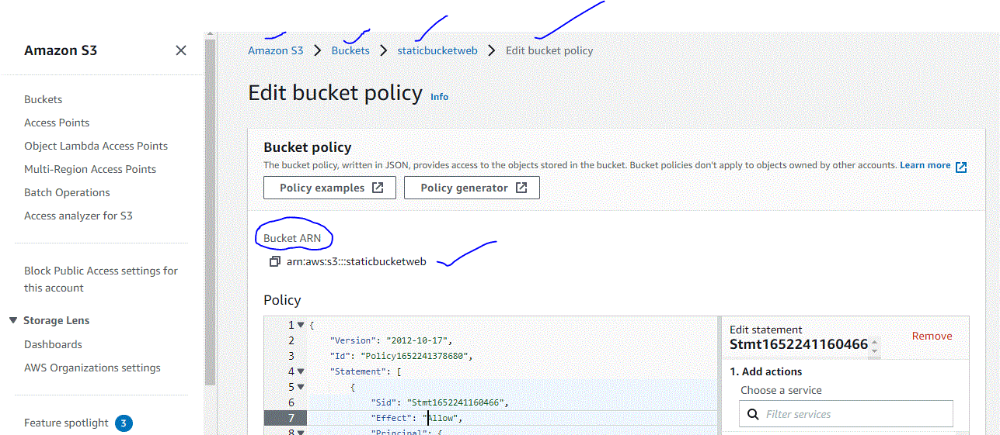 Amazon S3
Buckets
Access Points
Object Lambda Access Points
Multi-Region Access Points
Batch Operations
Access analyzer for S3
Block Public Access settings for
this account
Storage Lens
Dashboards
AWS Organizations settings
Feature spotlight 3
Amazon S3 > Buckets > staticbucketweb > Edit bucket policy
Edit bucket policy Info
Bucket policy
The bucket policy, written in JSON, provides access to the objects stored in the bucket. Bucket policies don't apply to objects owned by other accounts. Learn more
Policy examples Policy generator
Bucket ARN
arn:aws:s3:::staticbucketweb
Policy
1 {
2 "Version": "2012-10-17",
3 "Id": "Policy1652241378680",
4 "Statement": [
5 {
6 "Sid": "Stmt1652241160466",
7 "Effect": "Allow",
8 "Principal": {
Edit statement
Stmt1652241160466
Remove
1. Add actions
Choose a service
Filter services